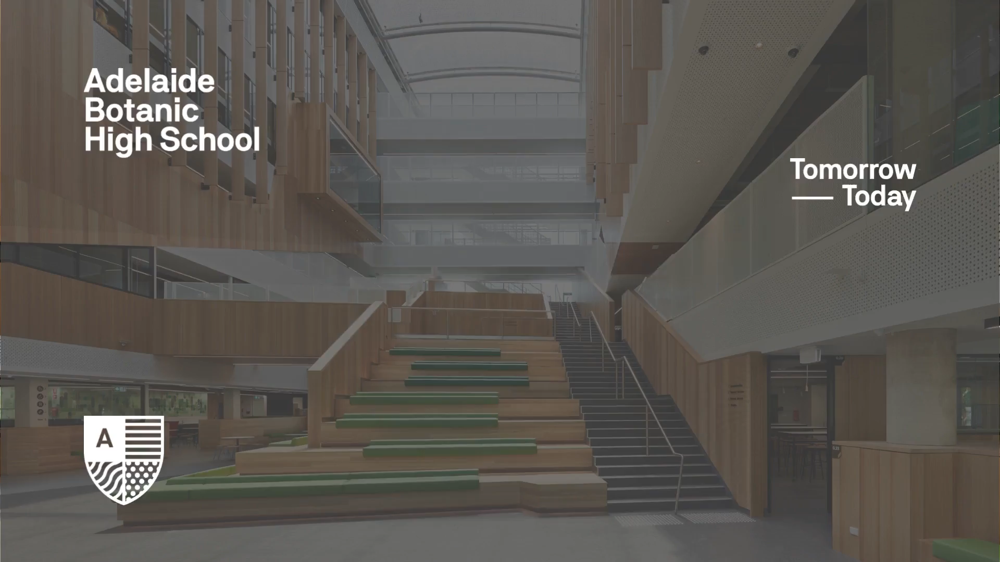 Adelaide
Botanic
High School
Tomorrow
— Today
A